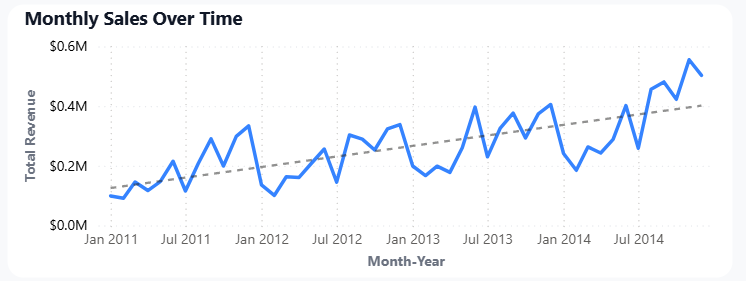 Monthly Sales Over Time
$0.6M
$0.4M
$0.2M
$0.0M
Total Revenue
Jan 2011 Jul 2011 Jan 2012 Jul 2012 Jan 2013 Jul 2013 Jan 2014 Jul 2014
Month-Year